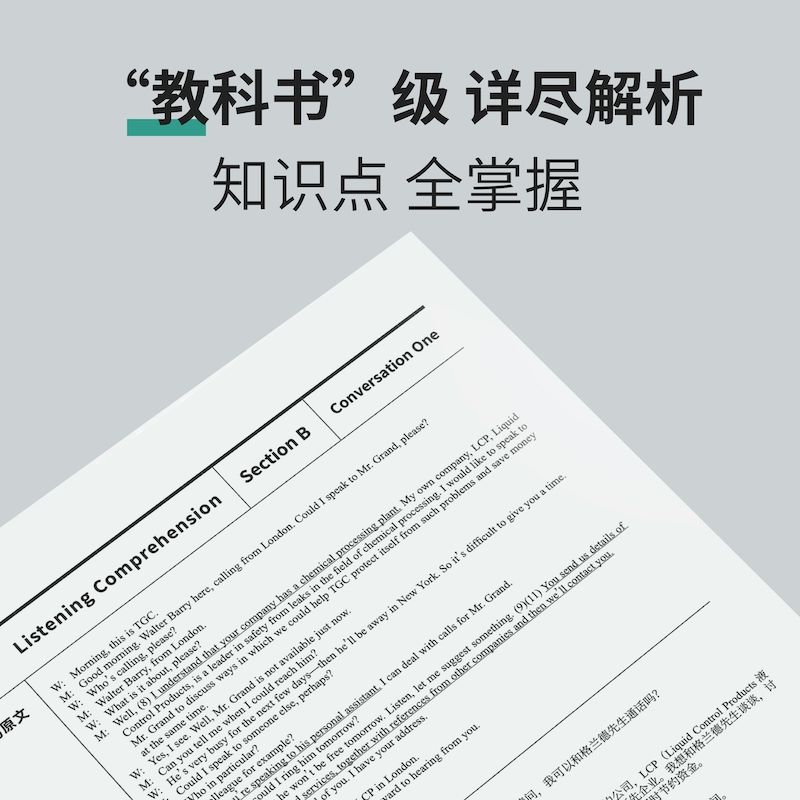 “教科书”级 详尽解析
知识点 全掌握
Listening Comprehension
Section B
Conversation One
原文
W: Morning, this is TGC.
M: Good morning. Walter Barry here, calling from London. Could I speak to Mr. Grand, please?
W: Who's calling, please?
M: Walter Barry, from London.
W: What is it about, please?
M: Well, (8) I understand that your company has a chemical processing plant. My own company, LCP, Liquid
Control Products, is a leader in safety from leaks in the field of chemical processing. I would like to speak to
Mr. Grand to discuss ways in which we could help TGC protect itself from such problems and save money
at the same time.
W: Yes, I see. Well, Mr. Grand is not available just now.
M: Can you tell me when I could reach him?
W: He's very busy for the next few days—then he'll be away in New York. So it's difficult to give you a time.
M: Could I speak to someone else, perhaps?
Who in particular?
colleague for example?
're speaking to his personal assistant. I can deal with calls for Mr. Grand.
could I ring him tomorrow?
he won't be free tomorrow. Listen, let me suggest something. (9)(11) You send us details of
services, together with references from other companies and then we'll contact you.
of you. I have your address.
CP in London.
ward to hearing from you.
问，我可以和格兰德先生通话吗？
公司，LCP（Liquid Control Products 液
先企业。我想和格兰德先生谈谈，讨
时节约资金。
间。